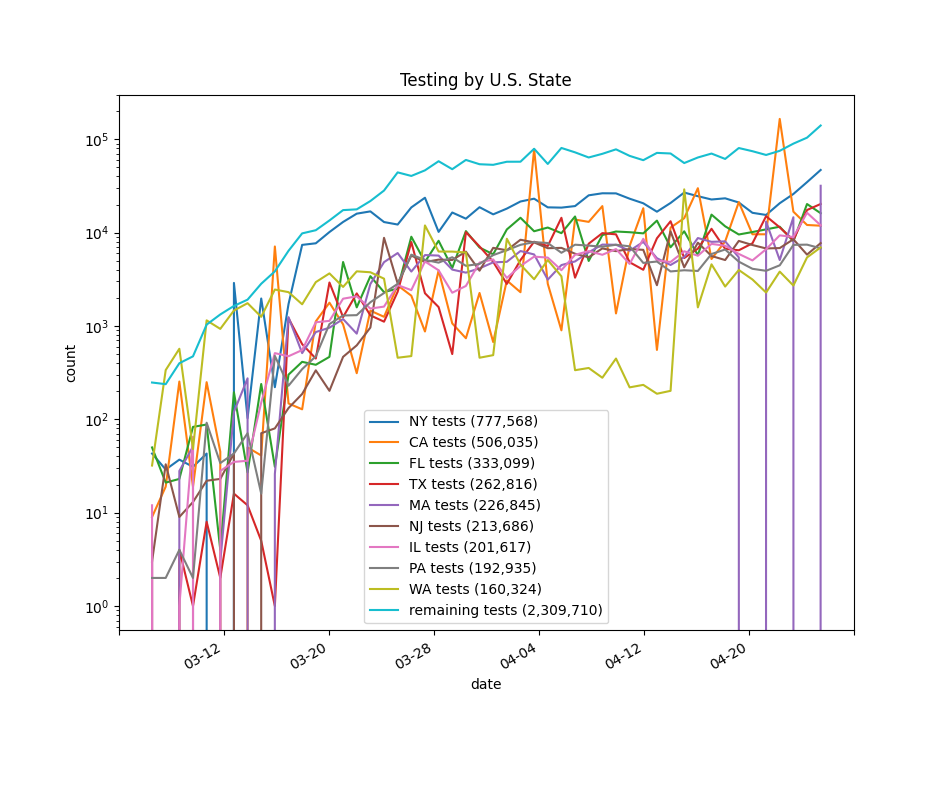 Testing by U.S. State
10^5
10^4
10^3
10^2
10^1
10^0
count
NY tests (777,568)
CA tests (506,035)
FL tests (333,099)
TX tests (262,816)
MA tests (226,845)
NJ tests (213,686)
IL tests (201,617)
PA tests (192,935)
WA tests (160,324)
remaining tests (2,309,710)
03-12 03-20 03-28 04-04 04-12 04-20
date